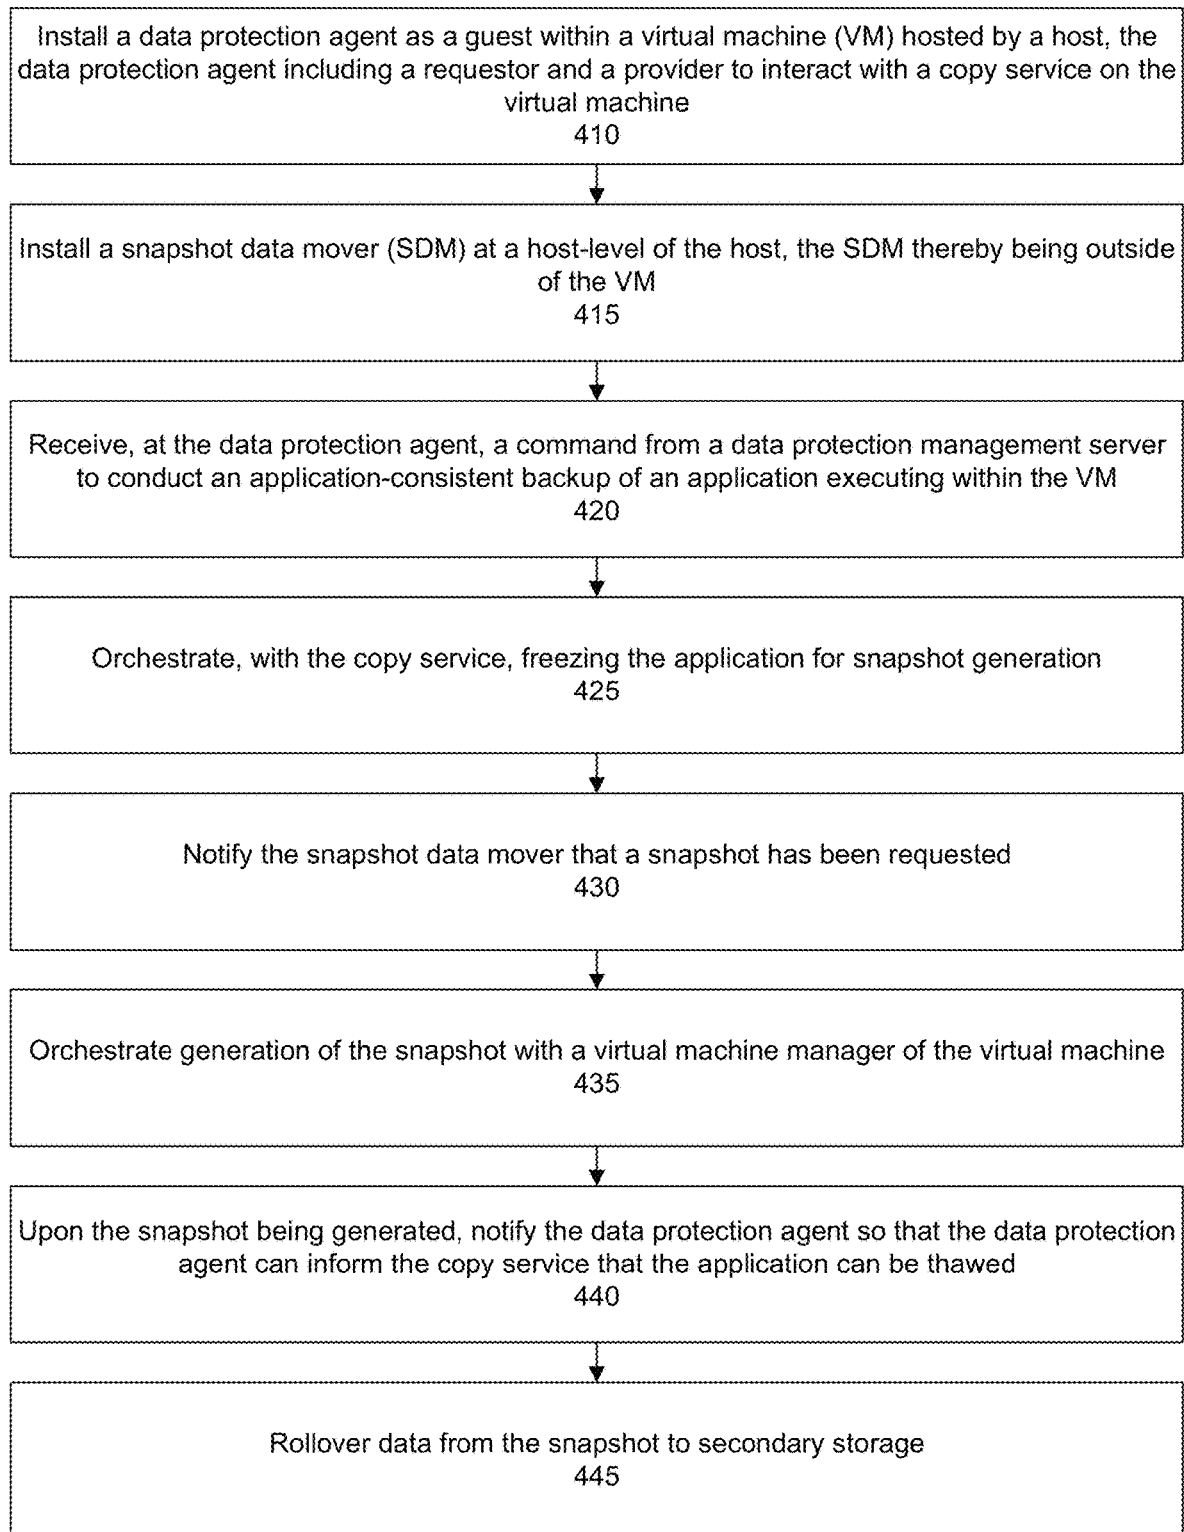 Install a data protection agent as a guest within a virtual machine (VM) hosted by a host, the
data protection agent including a requestor and a provider to interact with a copy service on the
virtual machine
410
Install a snapshot data mover (SDM) at a host-level of the host, the SDM thereby being outside
of the VM
415
Receive, at the data protection agent, a command from a data protection management server
to conduct an application-consistent backup of an application executing within the VM
420
Orchestrate, with the copy service, freezing the application for snapshot generation
425
Notify the snapshot data mover that a snapshot has been requested
430
Orchestrate generation of the snapshot with a virtual machine manager of the virtual machine
435
Upon the snapshot being generated, notify the data protection agent so that the data protection
agent can inform the copy service that the application can be thawed
440
Rollover data from the snapshot to secondary storage
445